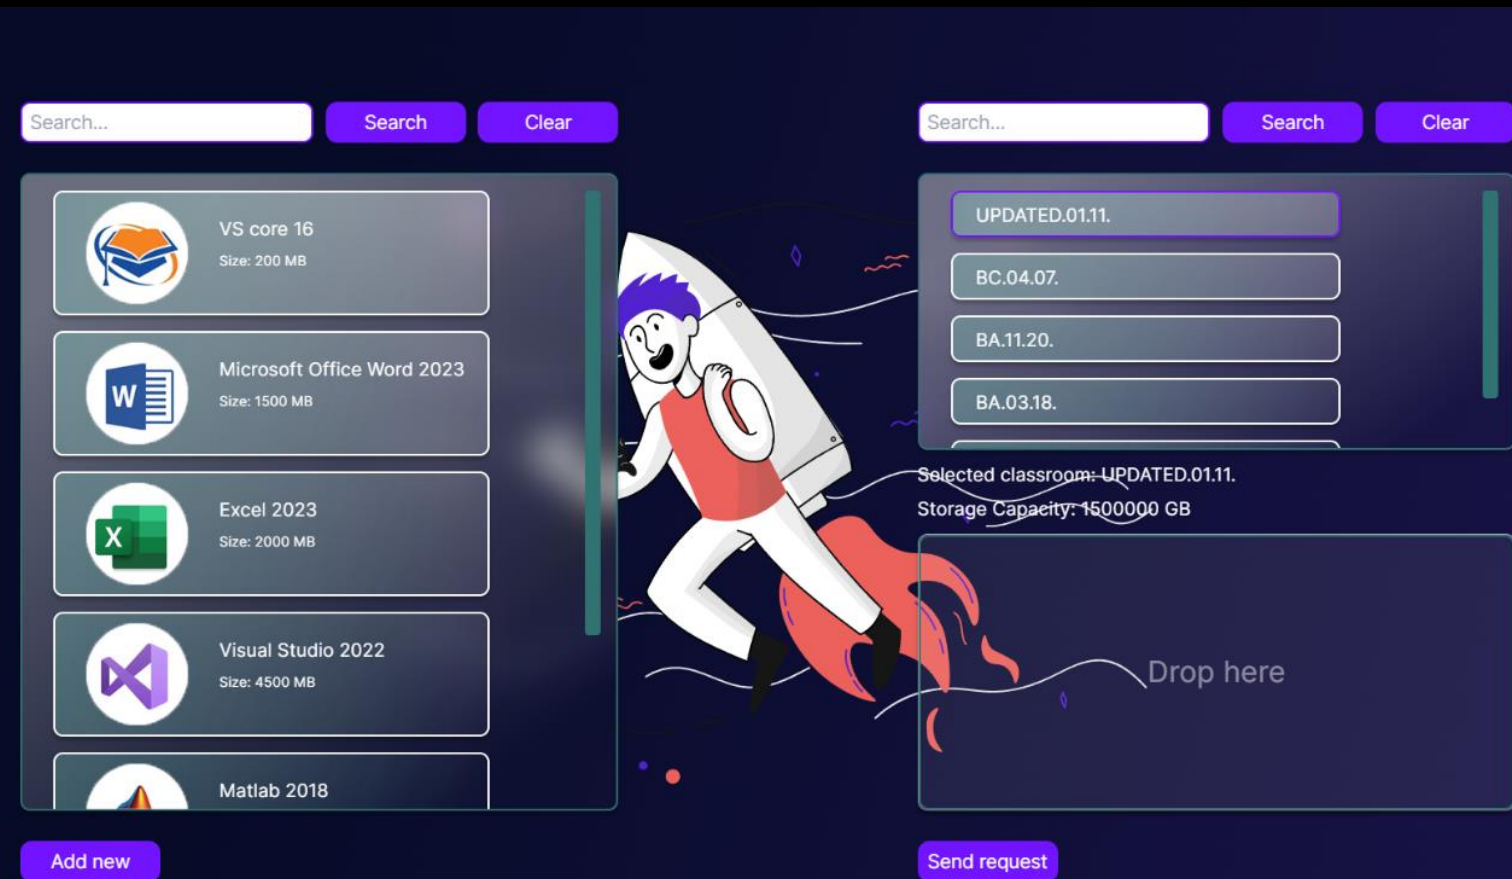 Search...
Search
Clear
VS core 16
Size: 200 MB
Microsoft Office Word 2023
Size: 1500 MB
Excel 2023
Size: 2000 MB
Visual Studio 2022
Size: 4500 MB
Matlab 2018
Add new
Search...
Search
Clear
UPDATED.01.11.
BC.04.07.
BA.11.20.
BA.03.18.
Selected classroom: UPDATED.01.11.
Storage Capacity: 1500000 GB
Drop here
Send request
W
X